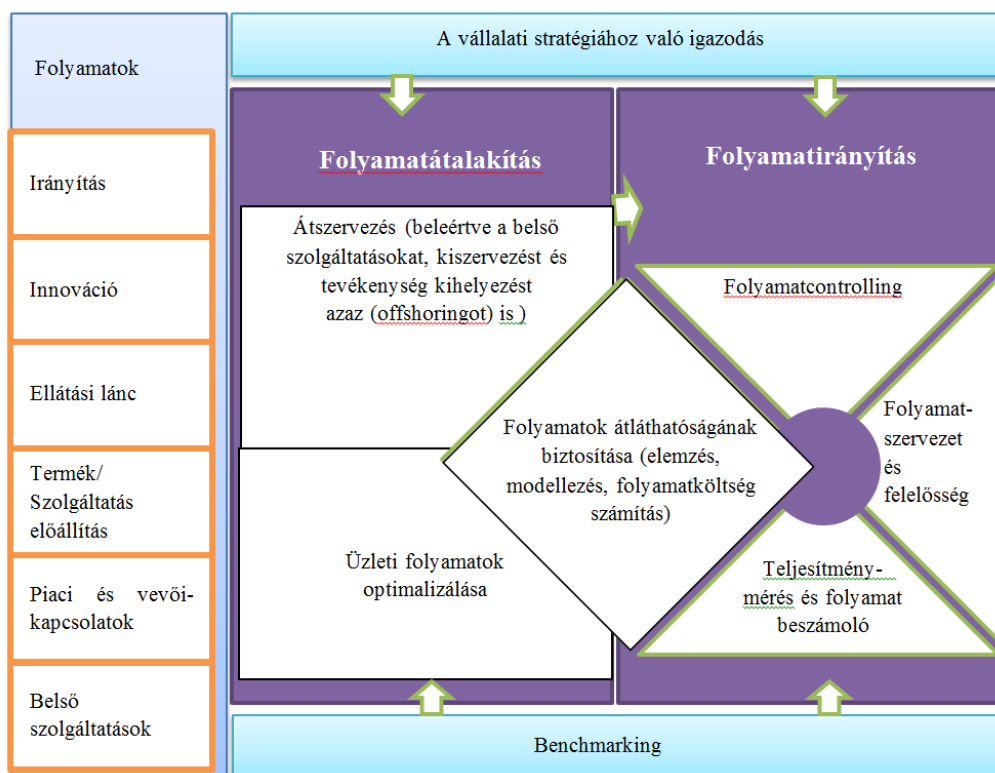 A vállalati stratégiához való igazodás
Folyamatok
Irányítás
Innováció
Ellátási lánc
Termék/
Szolgáltatás
előállítás
Piaci és vevői-
kapcsolatok
Belső
szolgáltatások
Folyamatátalakítás
Átszervezés (beleértve a belső
szolgáltatásokat, kiszervezést és
tevékenység kihelyezést
azaz (offshoringot) is )
Üzleti folyamatok
optimalizálása
Folyamatok átláthatóságának
biztosítása (elemzés,
modellezés, folyamatköltség
számítás)
Folyamatirányítás
Folyamatcontrolling
Folyamat-
szervezet
és
felelősség
Teljesítmény-
mérés és folyamat
beszámoló
Benchmarking